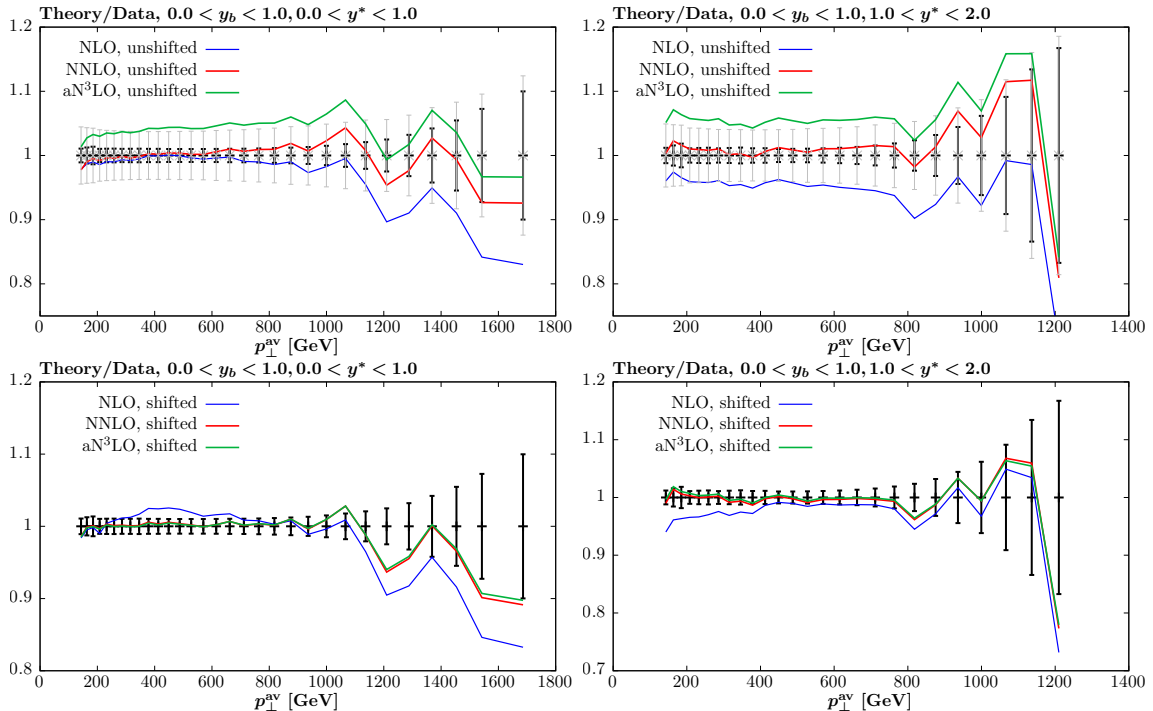 Theory/Data, 0.0 < y_b < 1.0, 0.0 < y* < 1.0
NLO, unshifted
NNLO, unshifted
aN³LO, unshifted
1.2
1.1
1
0.9
0.8
0 200 400 600 800 1000 1200 1400 1600 1800
p_⊥^av [GeV]
Theory/Data, 0.0 < y_b < 1.0, 1.0 < y* < 2.0
NLO, unshifted
NNLO, unshifted
aN³LO, unshifted
1.2
1.1
1
0.9
0.8
0 200 400 600 800 1000 1200 1400
p_⊥^av [GeV]
Theory/Data, 0.0 < y_b < 1.0, 0.0 < y* < 1.0
NLO, shifted
NNLO, shifted
aN³LO, shifted
1.2
1.1
1
0.9
0.8
0 200 400 600 800 1000 1200 1400 1600 1800
p_⊥^av [GeV]
Theory/Data, 0.0 < y_b < 1.0, 1.0 < y* < 2.0
NLO, shifted
NNLO, shifted
aN³LO, shifted
1.2
1.1
1
0.9
0.8
0.7
0 200 400 600 800 1000 1200 1400
p_⊥^av [GeV]